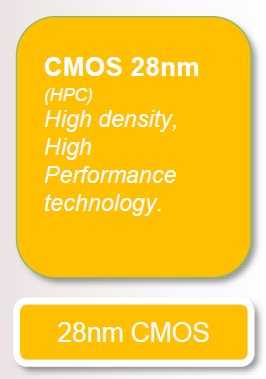 CMOS 28nm
(HPC)
High density,
High
Performance
technology.
28nm CMOS